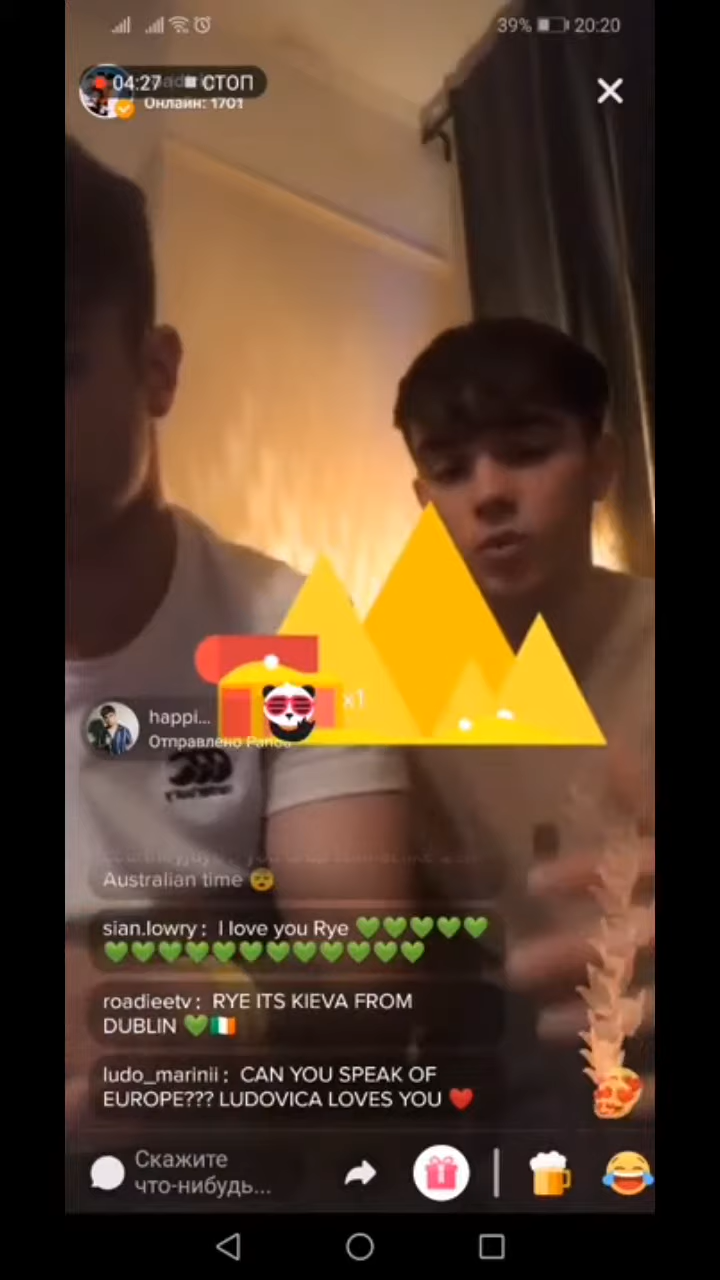 39% 20:20
04:27 СТОП
Онлайн: 1701
x1
happi...
Отправлено Panda
Australian time 😴
sian.lowry: I love you Rye 💚💚💚💚💚
💚💚💚💚💚💚💚💚💚💚💚💚
roadieetv: RYE ITS KIEVA FROM
DUBLIN 💚🇮🇪
ludo_marinii: CAN YOU SPEAK OF
EUROPE??? LUDOVICA LOVES YOU ❤️
Скажите
что-нибудь...